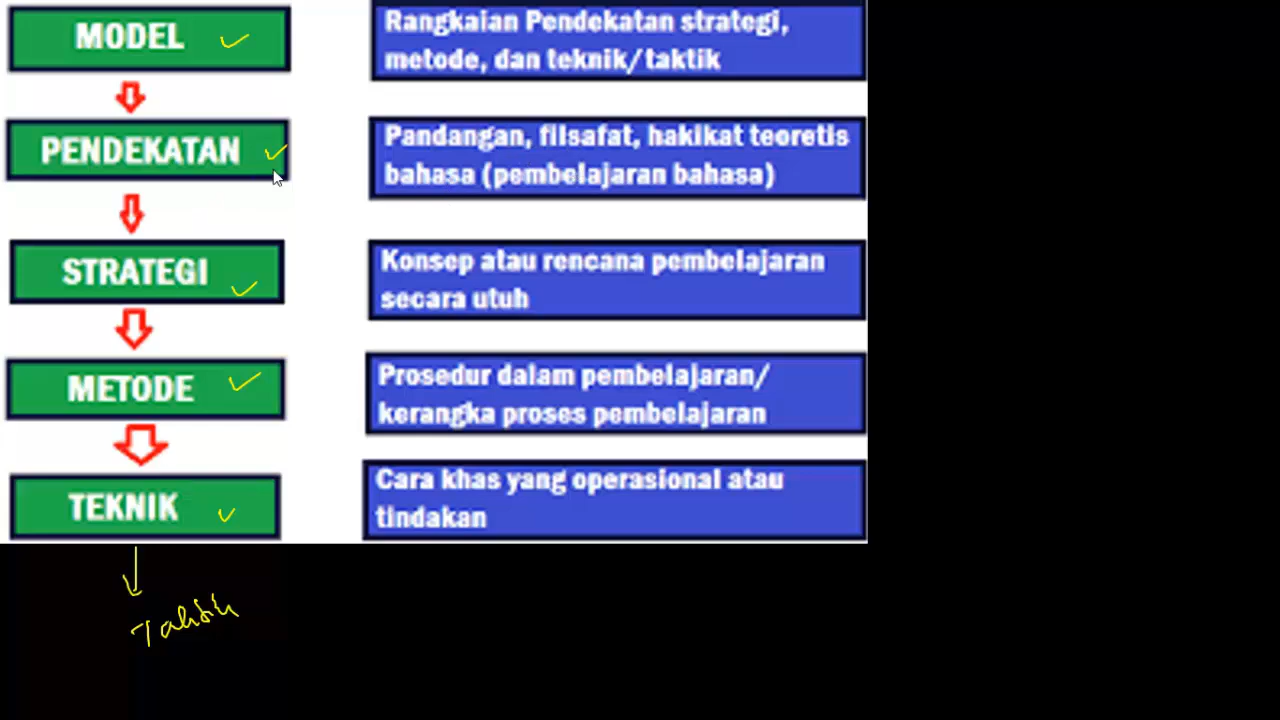 MODEL
Rangkaian Pendekatan strategi,
metode, dan teknik/taktik
PENDEKATAN
Pandangan, filsafat, hakikat teoretis
bahasa (pembelajaran bahasa)
STRATEGI
Konsep atau rencana pembelajaran
secara utuh
METODE
Prosedur dalam pembelajaran/
kerangka proses pembelajaran
TEKNIK
Cara khas yang operasional atau
tindakan
Taktik